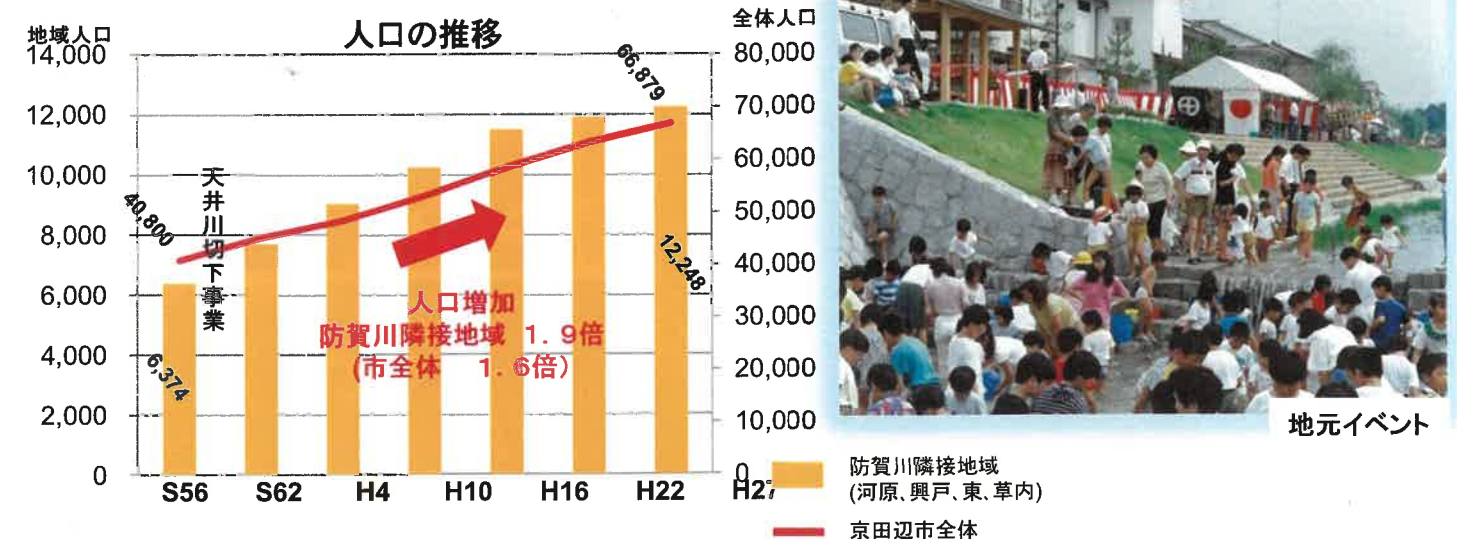 人口の推移
地域人口
14,000
12,000
10,000
8,000
6,000
4,000
2,000
0
全体人口
80,000
70,000
60,000
50,000
40,000
30,000
20,000
10,000
0
40,800
66,879
6,374
12,248
天井川切下事業
人口増加
防賀川隣接地域 1.9倍
(市全体 1.6倍)
S56 S62 H4 H10 H16 H22 H27
地元イベント
防賀川隣接地域
(河原、興戸、東、草内)
京田辺市全体